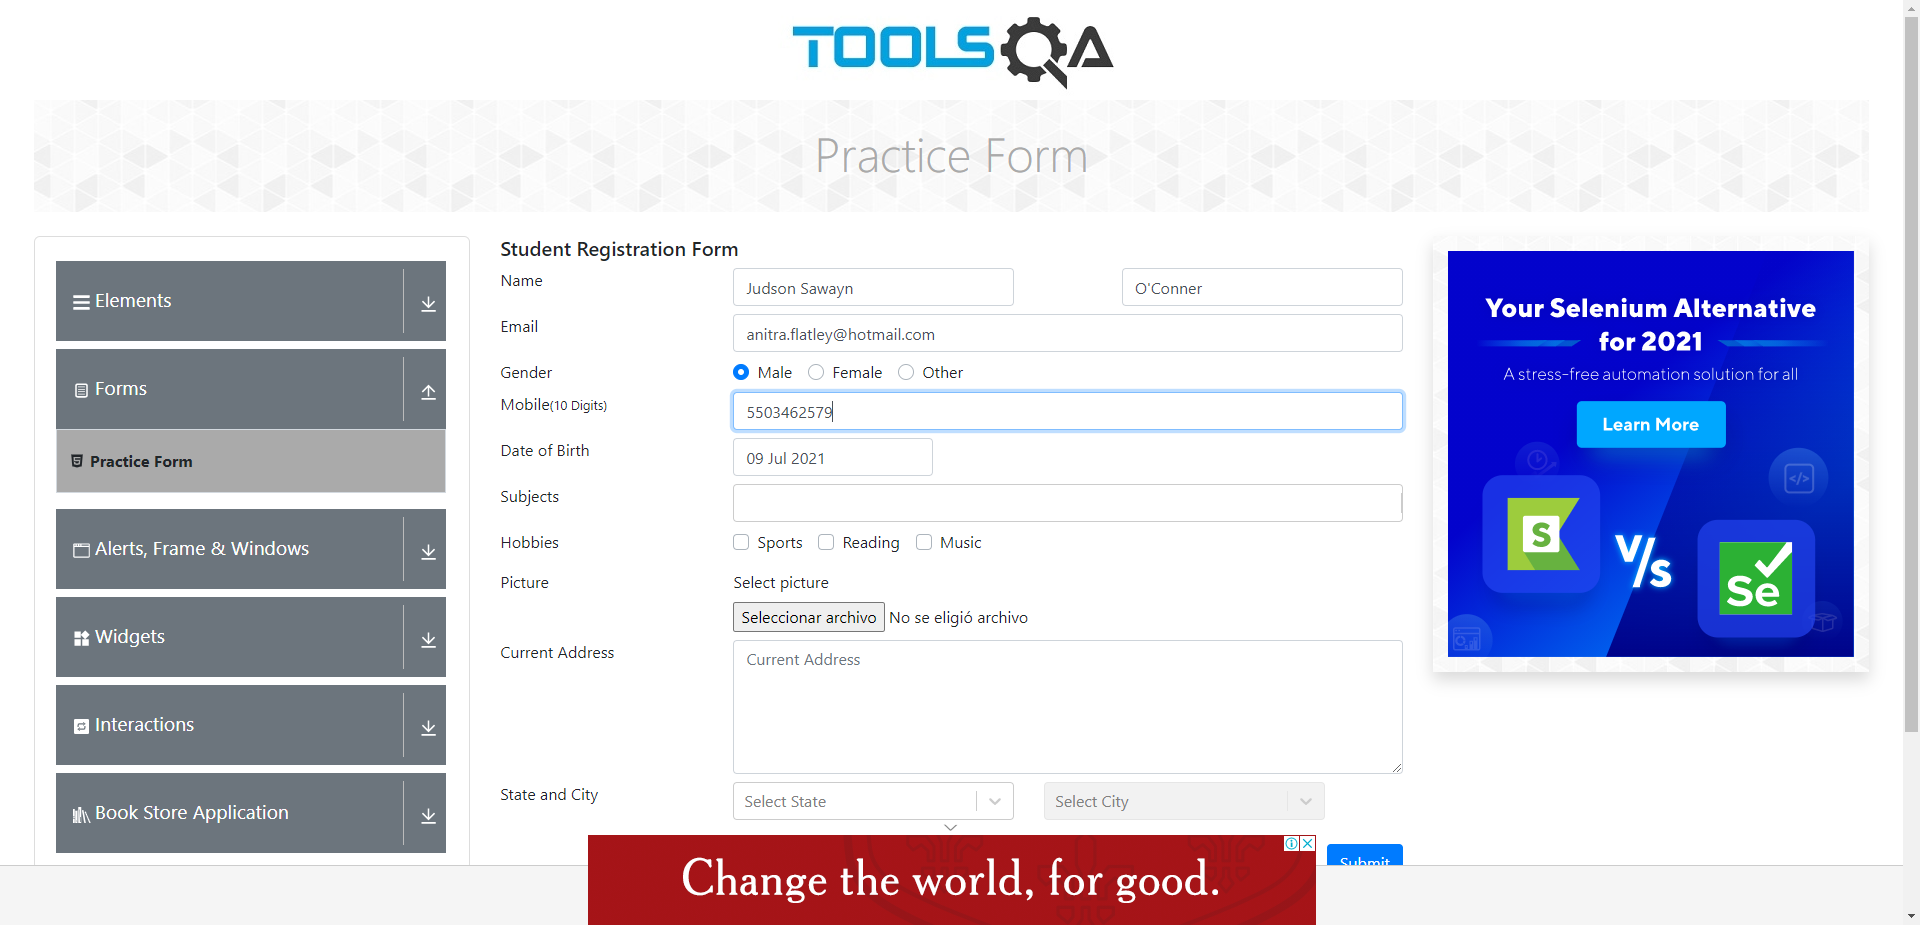 TOOLSQA
Practice Form
Elements
Forms
Practice Form
Alerts, Frame & Windows
Widgets
Interactions
Book Store Application
Student Registration Form
Name
Judson Sawayn
O'Conner
Email
anitra.flatley@hotmail.com
Gender
Male
Female
Other
Mobile(10 Digits)
5503462579
Date of Birth
09 Jul 2021
Subjects
Hobbies
Sports
Reading
Music
Picture
Select picture
Seleccionar archivo
No se eligió archivo
Current Address
Current Address
State and City
Select State
Select City
Submit
Your Selenium Alternative
for 2021
A stress-free automation solution for all
Learn More
S
V/s
Se
Change the world, for good.